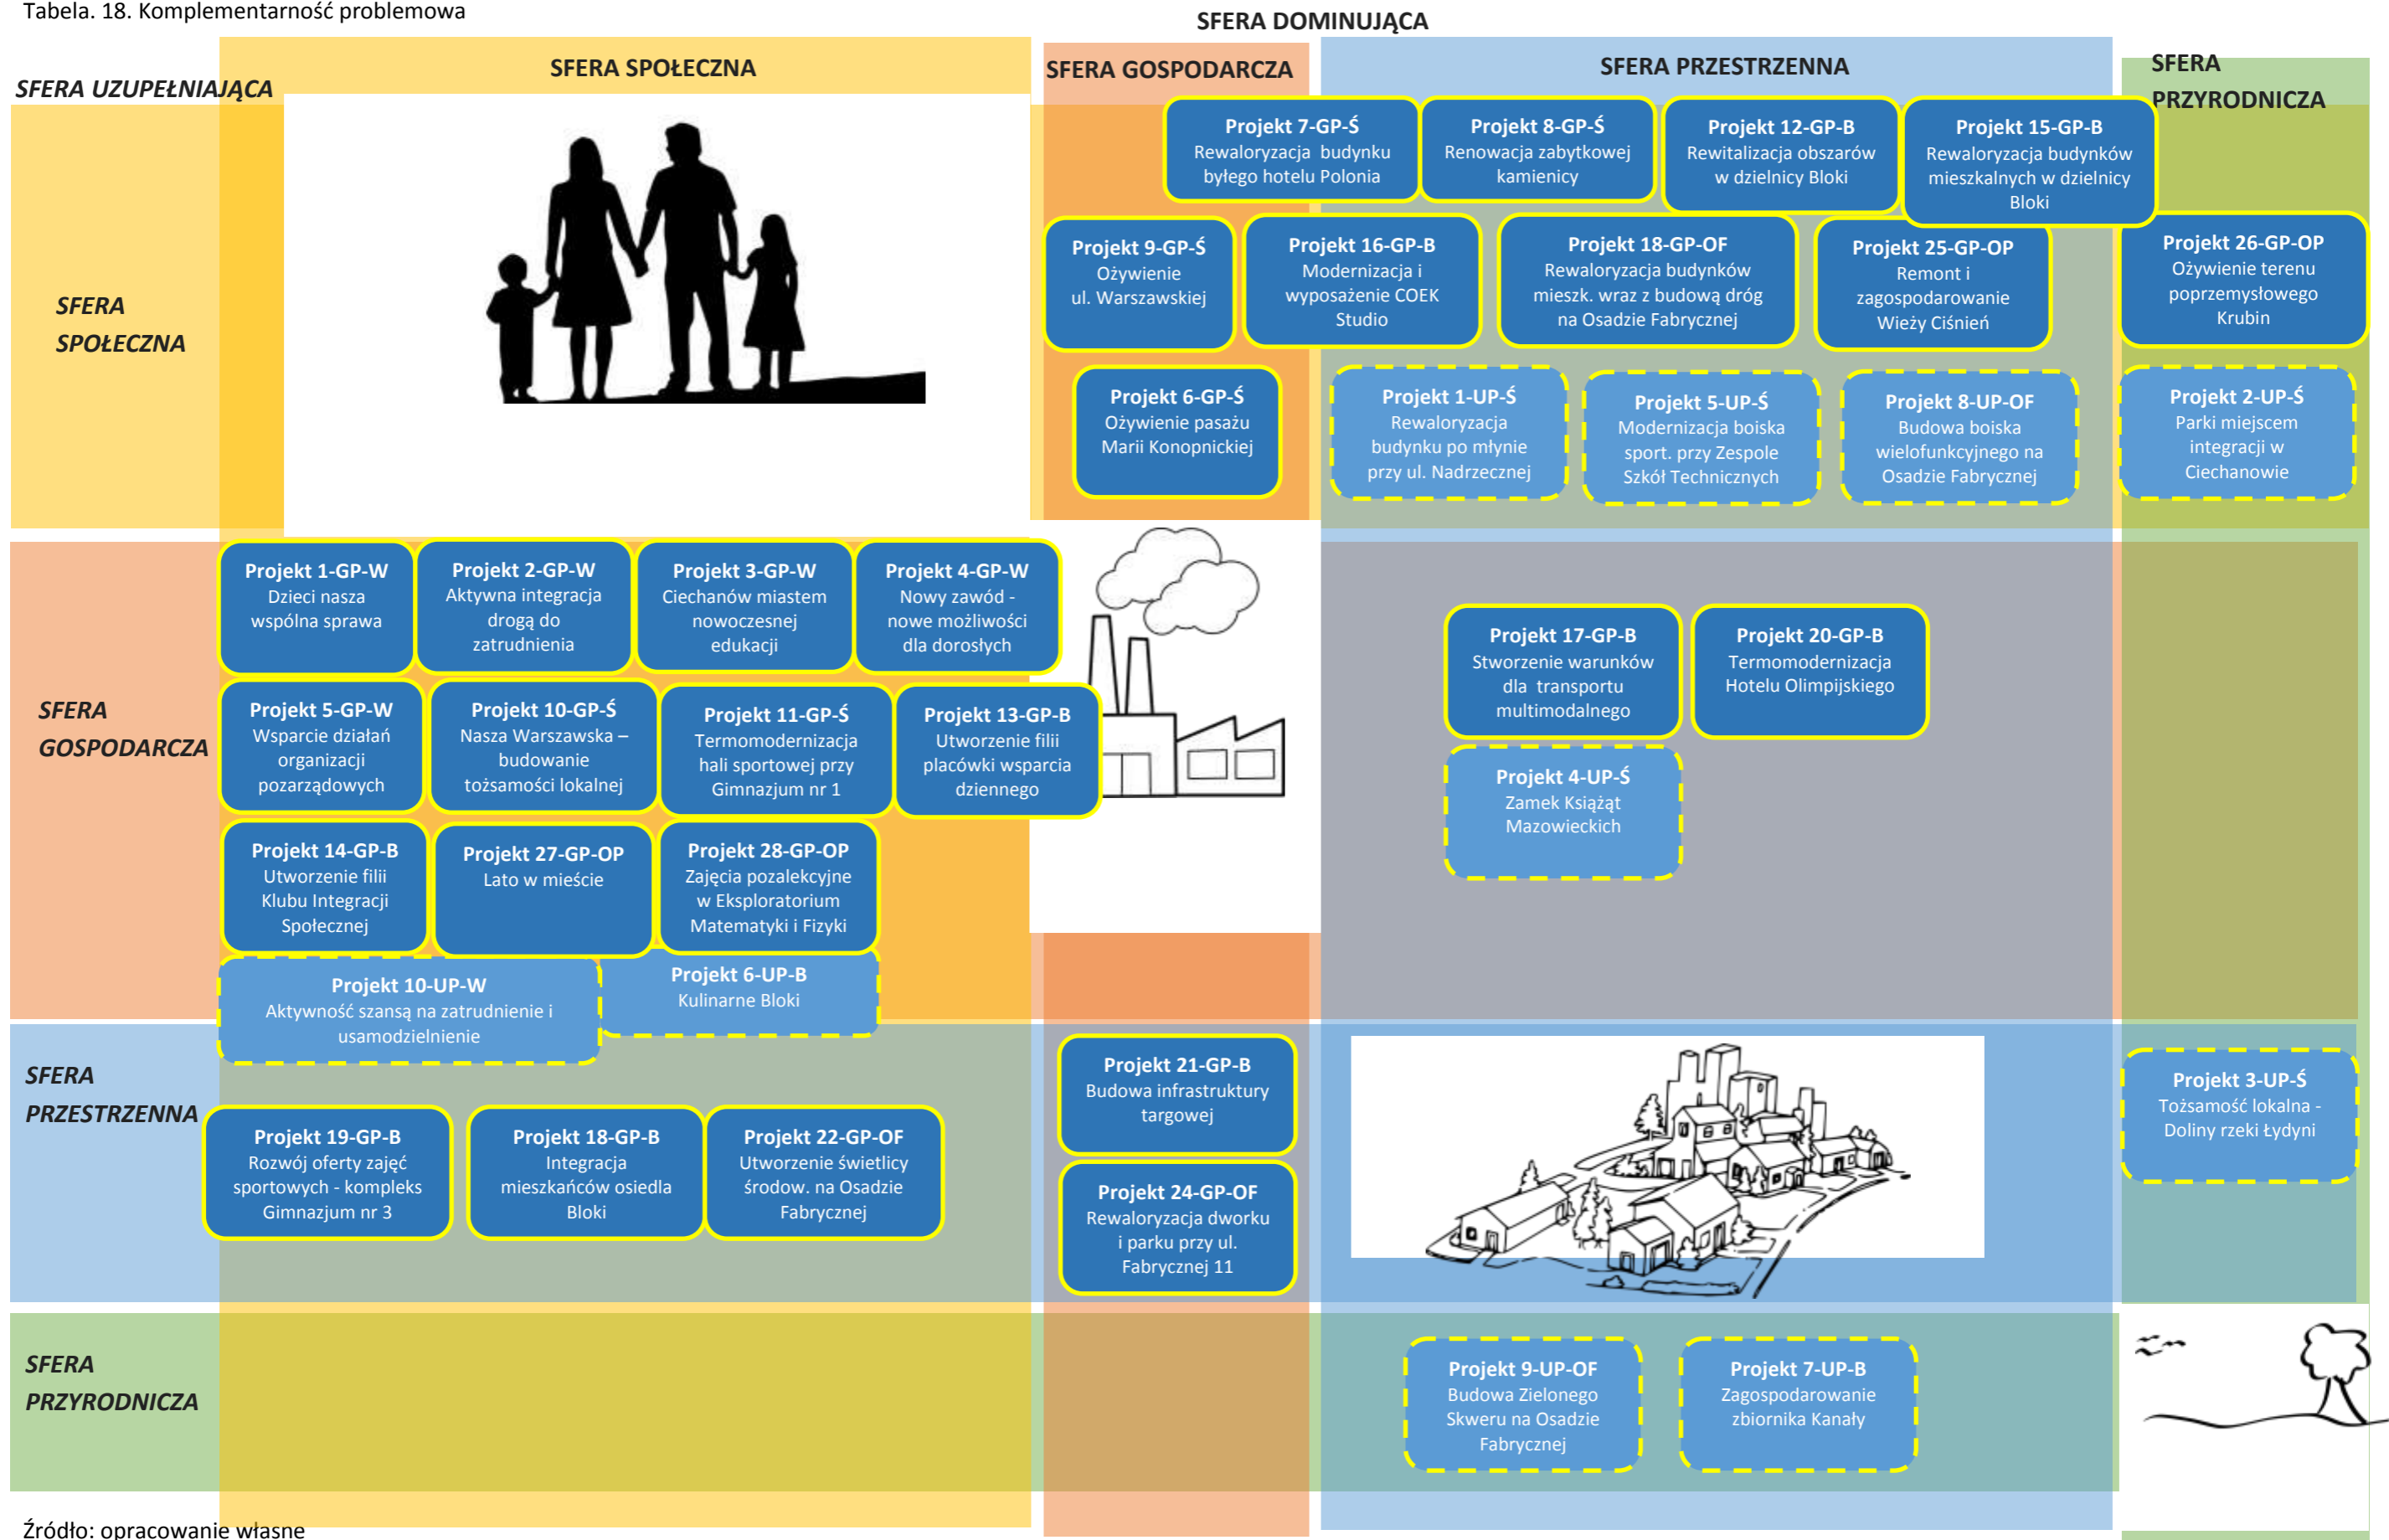 Tabela. 18. Komplementarność problemowa
SFERA DOMINUJĄCA
SFERA UZUPEŁNIAJĄCA
SFERA SPOŁECZNA
SFERA GOSPODARCZA
SFERA PRZESTRZENNA
SFERA
PRZYRODNICZA
SFERA
SPOŁECZNA
Projekt 7-GP-Ś
Rewaloryzacja budynku
byłego hotelu Polonia
Projekt 8-GP-Ś
Renowacja zabytkowej
kamienicy
Projekt 12-GP-B
Rewitalizacja obszarów
w dzielnicy Bloki
Projekt 15-GP-B
Rewaloryzacja budynków
mieszkalnych w dzielnicy
Bloki
Projekt 9-GP-Ś
Ożywienie
ul. Warszawskiej
Projekt 16-GP-B
Modernizacja i
wyposażenie COEK
Studio
Projekt 18-GP-OF
Rewaloryzacja budynków
mieszk. wraz z budową dróg
na Osadzie Fabrycznej
Projekt 25-GP-OP
Remont i
zagospodarowanie
Wieży Ciśnień
Projekt 26-GP-OP
Ożywienie terenu
poprzemysłowego
Krubin
Projekt 6-GP-Ś
Ożywienie pasażu
Marii Konopnickiej
Projekt 1-UP-Ś
Rewaloryzacja
budynku po młynie
przy ul. Nadrzecznej
Projekt 5-UP-Ś
Modernizacja boiska
sport. przy Zespole
Szkół Technicznych
Projekt 8-UP-OF
Budowa boiska
wielofunkcyjnego na
Osadzie Fabrycznej
Projekt 2-UP-Ś
Parki miejscem
integracji w
Ciechanowie
SFERA
GOSPODARCZA
Projekt 1-GP-W
Dzieci nasza
wspólna sprawa
Projekt 2-GP-W
Aktywna integracja
drogą do
zatrudnienia
Projekt 3-GP-W
Ciechanów miastem
nowoczesnej
edukacji
Projekt 4-GP-W
Nowy zawód -
nowe możliwości
dla dorosłych
Projekt 5-GP-W
Wsparcie działań
organizacji
pozarządowych
Projekt 10-GP-Ś
Nasza Warszawska –
budowanie
tożsamości lokalnej
Projekt 11-GP-Ś
Termomodernizacja
hali sportowej przy
Gimnazjum nr 1
Projekt 13-GP-B
Utworzenie filii
placówki wsparcia
dziennego
Projekt 14-GP-B
Utworzenie filii
Klubu Integracji
Społecznej
Projekt 27-GP-OP
Lato w mieście
Projekt 28-GP-OP
Zajęcia pozalekcyjne
w Eksploratorium
Matematyki i Fizyki
Projekt 10-UP-W
Aktywność szansą na zatrudnienie i
usamodzielnienie
Projekt 6-UP-B
Kulinarne Bloki
Projekt 17-GP-B
Stworzenie warunków
dla transportu
multimodalnego
Projekt 20-GP-B
Termomodernizacja
Hotelu Olimpijskiego
Projekt 4-UP-Ś
Zamek Książąt
Mazowieckich
SFERA
PRZESTRZENNA
Projekt 19-GP-B
Rozwój oferty zajęć
sportowych - kompleks
Gimnazjum nr 3
Projekt 18-GP-B
Integracja
mieszkańców osiedla
Bloki
Projekt 22-GP-OF
Utworzenie świetlicy
środow. na Osadzie
Fabrycznej
Projekt 21-GP-B
Budowa infrastruktury
targowej
Projekt 24-GP-OF
Rewaloryzacja dworku
i parku przy ul.
Fabrycznej 11
Projekt 3-UP-Ś
Tożsamość lokalna -
Doliny rzeki Łydyni
SFERA
PRZYRODNICZA
Projekt 9-UP-OF
Budowa Zielonego
Skweru na Osadzie
Fabrycznej
Projekt 7-UP-B
Zagospodarowanie
zbiornika Kanały
Źródło: opracowanie własne